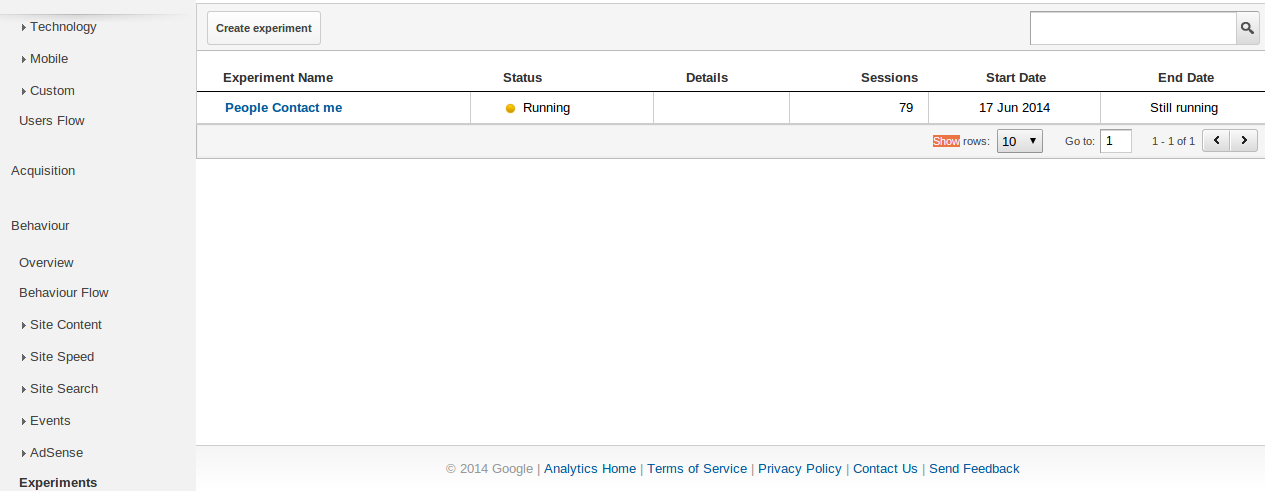 Technology
Mobile
Custom
Users Flow
Acquisition
Behaviour
Overview
Behaviour Flow
Site Content
Site Speed
Site Search
Events
AdSense
Experiments
Create experiment
Experiment Name Status Details Sessions Start Date End Date
People Contact me Running 79 17 Jun 2014 Still running
Show rows: 10 Go to: 1 1 - 1 of 1
© 2014 Google | Analytics Home | Terms of Service | Privacy Policy | Contact Us | Send Feedback